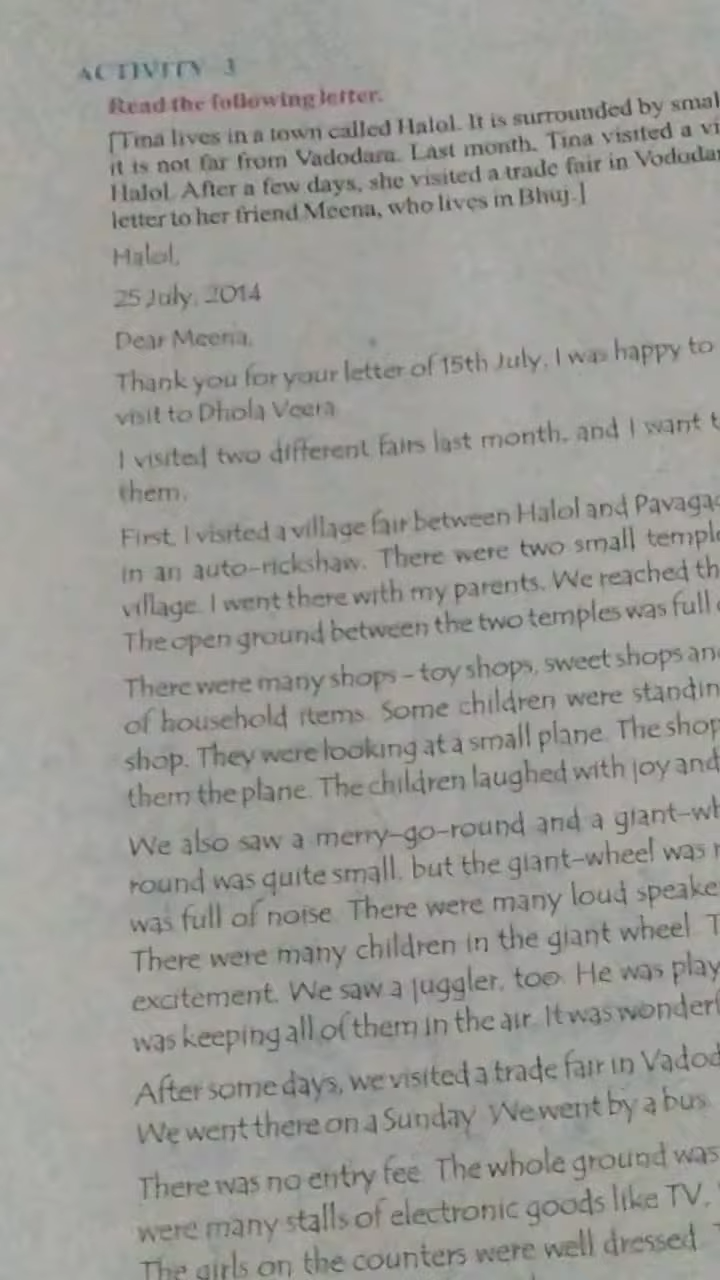 ACTIVITY 3
Read the following letter.
[Tina lives in a town called Halol. It is surrounded by smal
it is not far from Vadodara. Last month, Tina visited a vi
Halol. After a few days, she visited a trade fair in Vododar
letter to her friend Meena, who lives in Bhuj.]
Halol,
25 July, 2014
Dear Meena,
Thank you for your letter of 15th July, I was happy to
visit to Dhola Veera
I visited two different fairs last month, and I want t
them.
First, I visited a village fair between Halol and Pavagad
in an auto-rickshaw. There were two small temple
village. I went there with my parents. We reached th
The open ground between the two temples was full
There were many shops – toy shops, sweet shops and
of household items. Some children were standin
shop. They were looking at a small plane. The shop
them the plane. The children laughed with joy and
We also saw a merry-go-round and a giant-wh
round was quite small, but the giant-wheel was
was full of noise. There were many loud speake
There were many children in the giant wheel. T
excitement. We saw a juggler, too. He was play
was keeping all of them in the air. It was wonderf
After some days, we visited a trade fair in Vadod
We went there on a Sunday. We went by a bus.
There was no entry fee. The whole ground was
were many stalls of electronic goods like TV,
The girls on the counters were well dressed. T